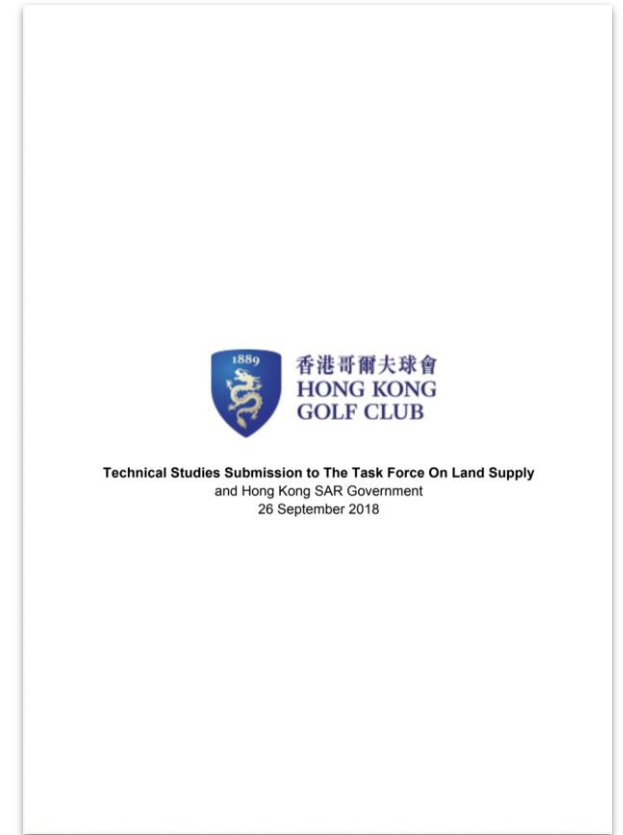 1889
香港哥爾夫球會
HONG KONG
GOLF CLUB
Technical Studies Submission to The Task Force On Land Supply
and Hong Kong SAR Government
26 September 2018